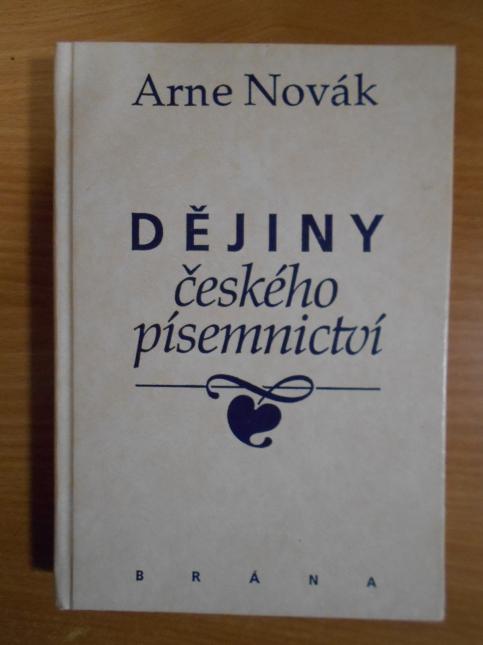 Arne Novák
DĚJINY
českého
písemnictví
BRÁNA